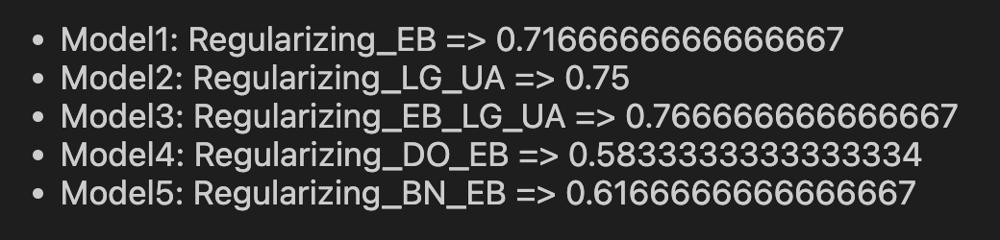 • Model1: Regularizing_EB => 0.7166666666666667
• Model2: Regularizing_LG_UA => 0.75
• Model3: Regularizing_EB_LG_UA => 0.7666666666666667
• Model4: Regularizing_DO_EB => 0.5833333333333334
• Model5: Regularizing_BN_EB => 0.6166666666666667